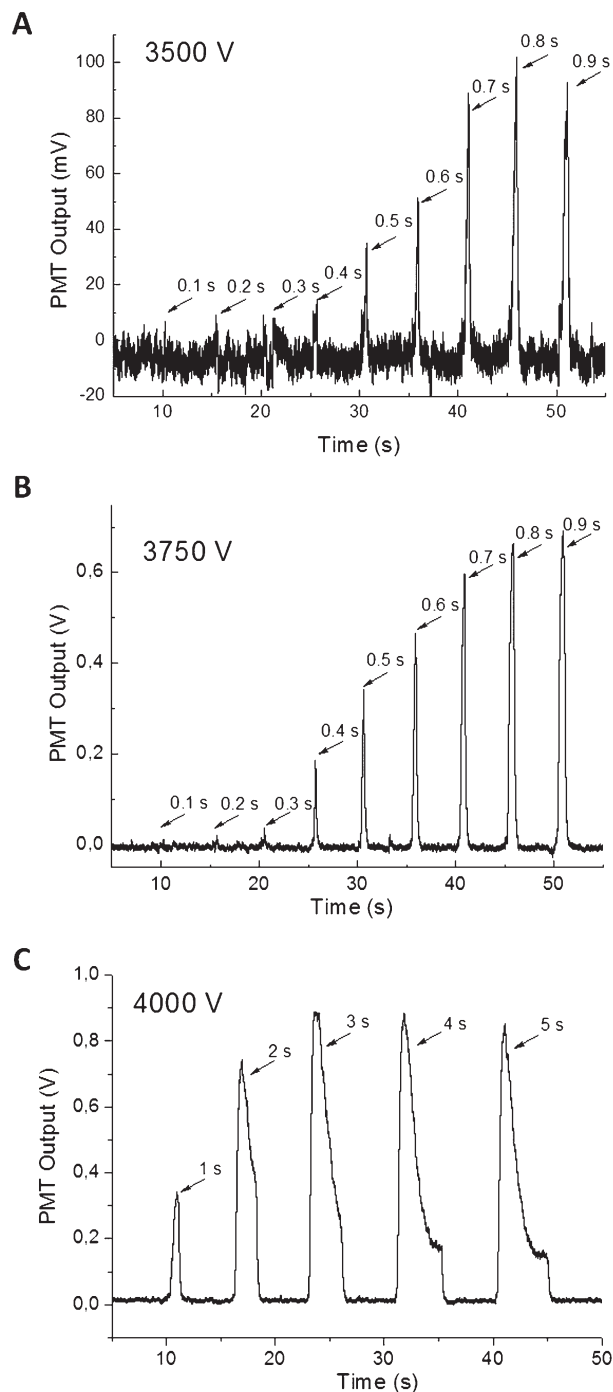 A
3500 V
100
80
60
40
20
0
-20
PMT Output (mV)
0.1 s
0.2 s
0.3 s
0.4 s
0.5 s
0.6 s
0.7 s
0.8 s
0.9 s
10 20 30 40 50
Time (s)
B
3750 V
0,6
0,4
0,2
0,0
PMT Output (V)
0.1 s
0.2 s
0.3 s
0.4 s
0.5 s
0.6 s
0.7 s
0.8 s
0.9 s
10 20 30 40 50
Time (s)
C
4000 V
1,0
0,8
0,6
0,4
0,2
0,0
PMT Output (V)
1 s
2 s
3 s
4 s
5 s
10 20 30 40 50
Time (s)